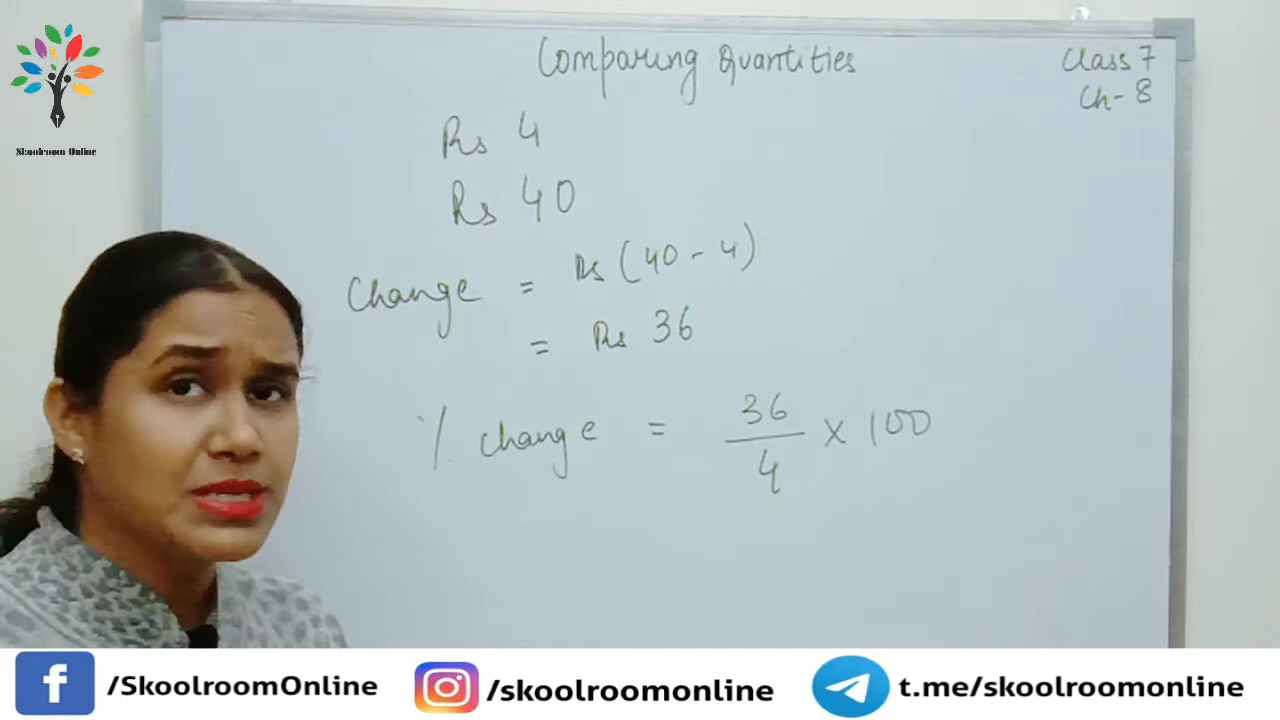 Comparing Quantities
Class 7
Ch- 8
Rs 4
Rs 40
Change = Rs (40 - 4)
= Rs 36
% change = 36/4 × 100
Skoolroom Online
f /SkoolroomOnline
/skoolroomonline
t.me/skoolroomonline